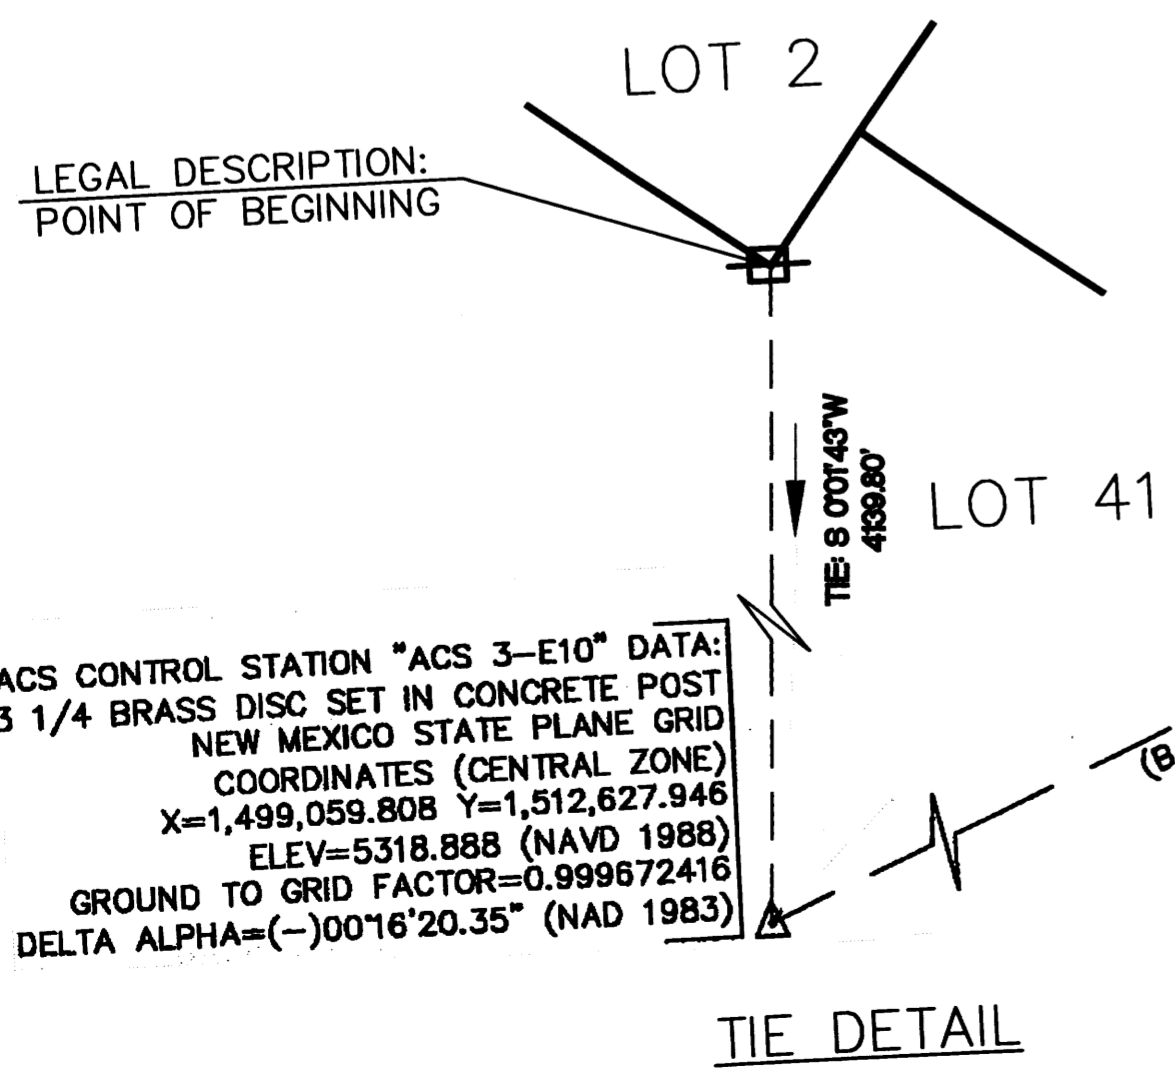 LOT 2
LEGAL DESCRIPTION:
POINT OF BEGINNING
TIE: S 0°01'43"W
4139.80'
LOT 41
ACS CONTROL STATION "ACS 3-E10" DATA:
3 1/4 BRASS DISC SET IN CONCRETE POST
NEW MEXICO STATE PLANE GRID
COORDINATES (CENTRAL ZONE)
X=1,499,059.808 Y=1,512,627.946
ELEV=5318.888 (NAVD 1988)
GROUND TO GRID FACTOR=0.999672416
DELTA ALPHA=(-)00°16'20.35" (NAD 1983)
(B
TIE DETAIL